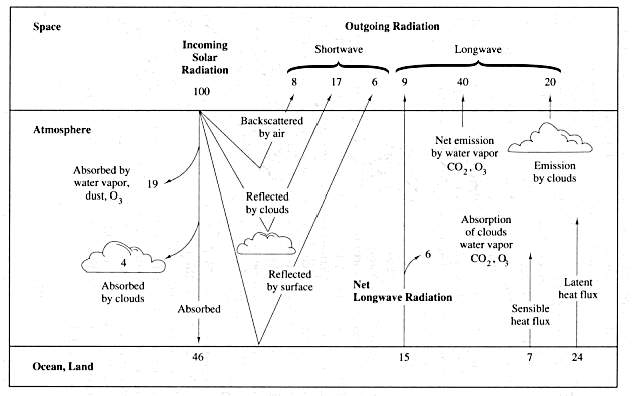 Space
Outgoing Radiation
Incoming
Solar
Radiation
100
Shortwave
Longwave
8
17
6
9
40
20
Atmosphere
Backscattered
by air
Absorbed by
water vapor,
dust, O₃
19
Reflected
by clouds
4
Absorbed
by clouds
Reflected
by surface
Absorbed
Net emission
by water vapor
CO₂, O₃
Emission
by clouds
Absorption
of clouds
water vapor
CO₂, O₃
6
Net
Longwave Radiation
Sensible
heat flux
Latent
heat flux
Ocean, Land
46
15
7
24